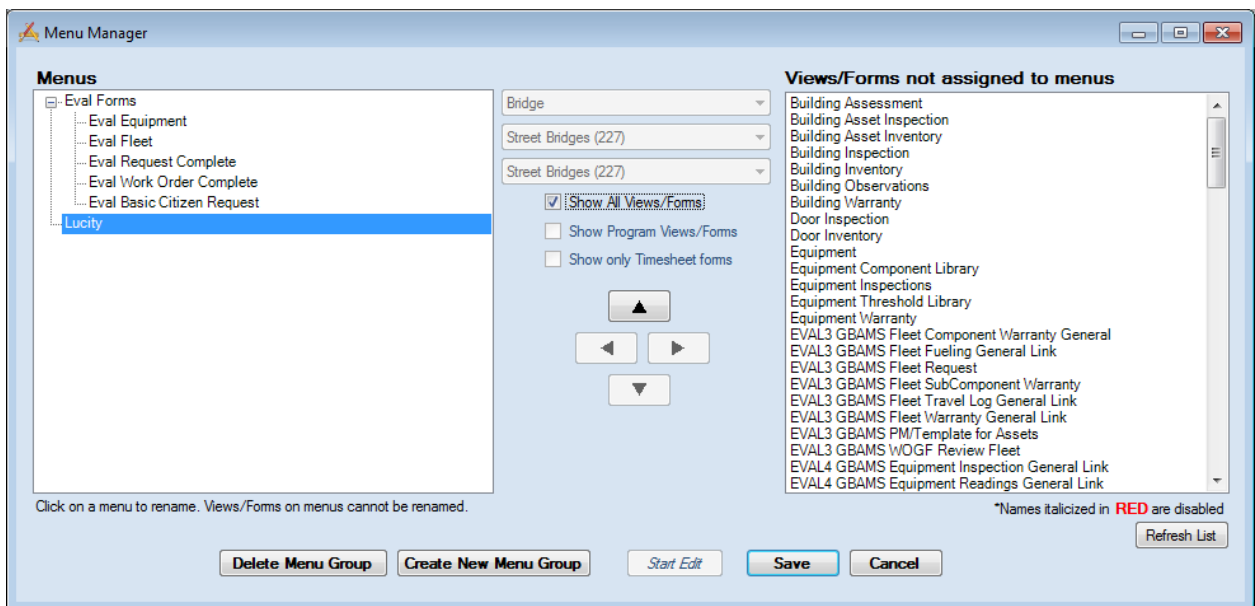 Menu Manager
Menus
Eval Forms
Eval Equipment
Eval Fleet
Eval Request Complete
Eval Work Order Complete
Eval Basic Citizen Request
Lucity
Click on a menu to rename. Views/Forms on menus cannot be renamed.
Bridge
Street Bridges (227)
Street Bridges (227)
Show All Views/Forms
Show Program Views/Forms
Show only Timesheet forms
Views/Forms not assigned to menus
Building Assessment
Building Asset Inspection
Building Asset Inventory
Building Inspection
Building Inventory
Building Observations
Building Warranty
Door Inspection
Door Inventory
Equipment
Equipment Component Library
Equipment Inspections
Equipment Threshold Library
Equipment Warranty
EVAL3 GBAMS Fleet Component Warranty General
EVAL3 GBAMS Fleet Fueling General Link
EVAL3 GBAMS Fleet Request
EVAL3 GBAMS Fleet SubComponent Warranty
EVAL3 GBAMS Fleet Travel Log General Link
EVAL3 GBAMS Fleet Warranty General Link
EVAL3 GBAMS PM/Template for Assets
EVAL3 GBAMS WOGF Review Fleet
EVAL4 GBAMS Equipment Inspection General Link
EVAL4 GBAMS Equipment Readings General Link
*Names italicized in RED are disabled
Refresh List
Delete Menu Group
Create New Menu Group
Start Edit
Save
Cancel